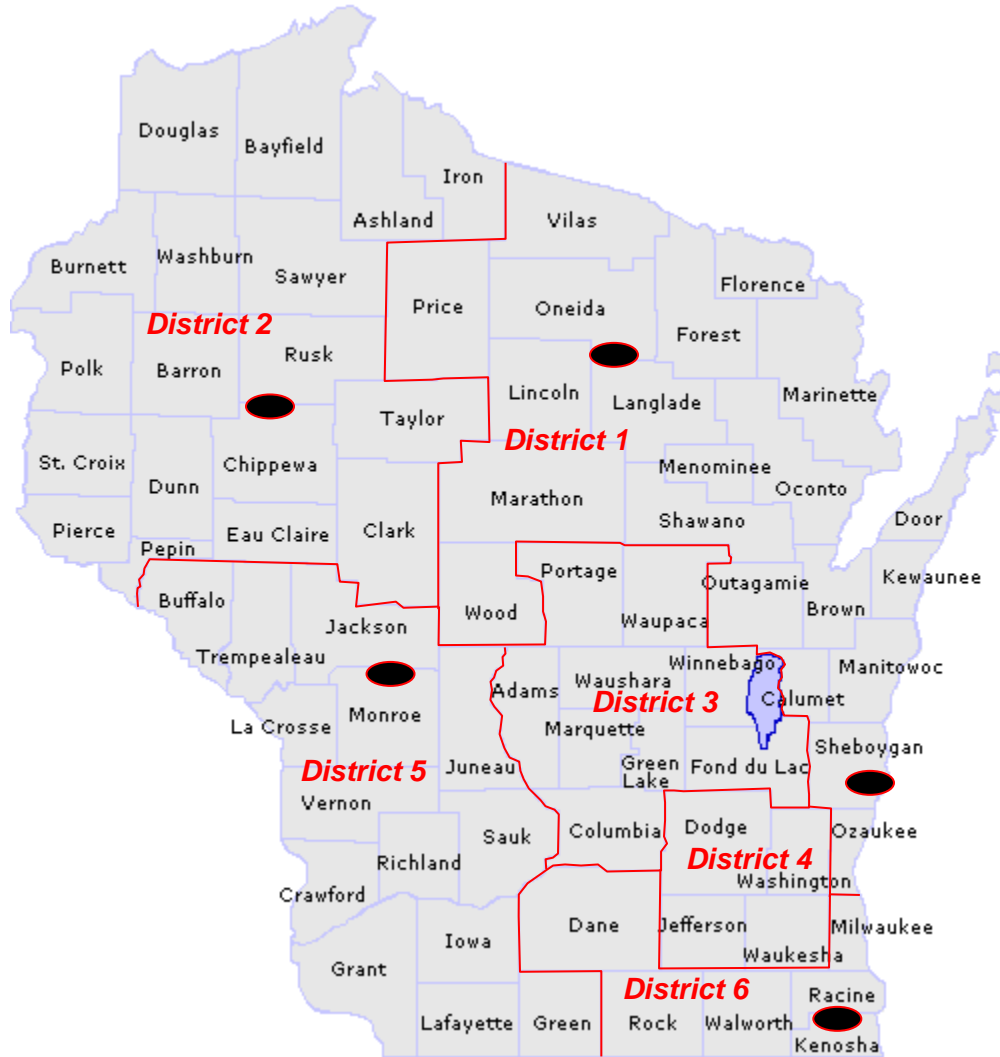 Douglas
Bayfield
Iron
Ashland
Vilas
Burnett
Washburn
Sawyer
Florence
Price
Oneida
District 2
Forest
Rusk
Polk
Barron
Lincoln
Langlade
Marinette
Taylor
District 1
St. Croix
Chippewa
Menominee
Dunn
Marathon
Oconto
Shawano
Door
Pierce
Eau Claire
Clark
Pepin
Portage
Outagamie
Kewaunee
Buffalo
Wood
Brown
Jackson
Waupaca
Trempealeau
Winnebago
Manitowoc
Waushara
Adams
Calumet
District 3
La Crosse
Monroe
Marquette
Sheboygan
Juneau
Green
Lake
Fond du Lac
District 5
Vernon
Sauk
Columbia
Dodge
Ozaukee
Richland
District 4
Washington
Crawford
Dane
Jefferson
Milwaukee
Iowa
Waukesha
Grant
District 6
Racine
Lafayette
Green
Rock
Walworth
Kenosha